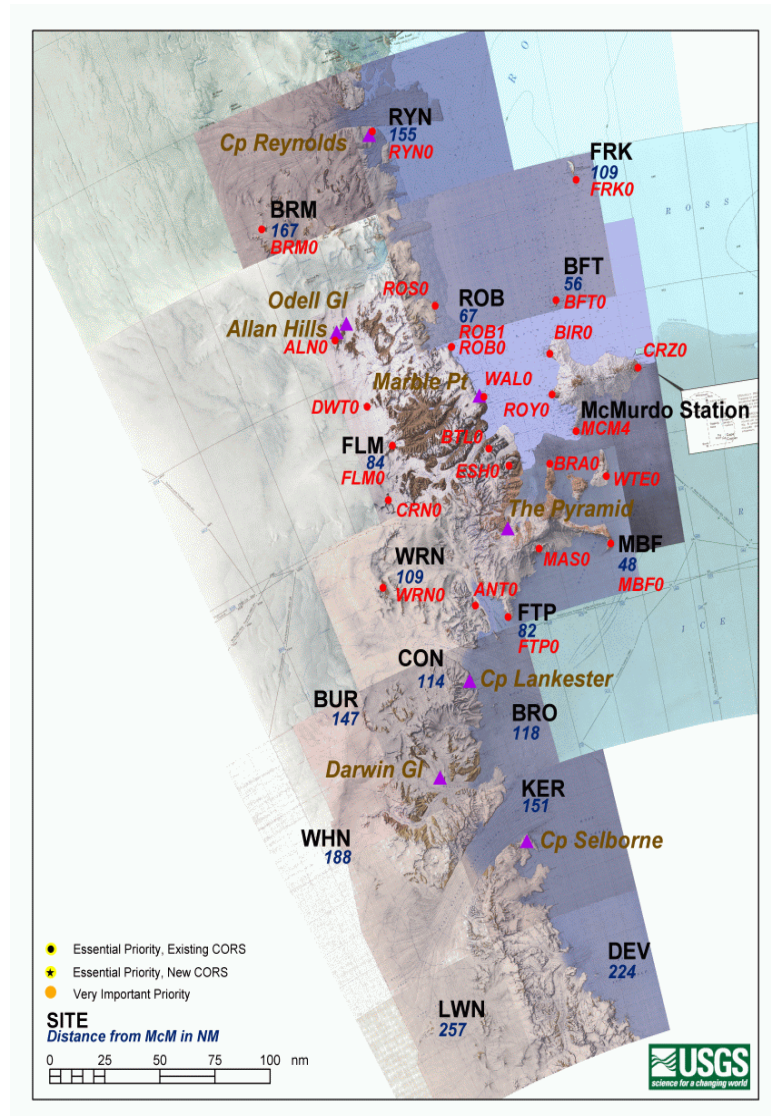 R O
RYN
155
RYN0
Cp Reynolds
FRK
109
FRK0
R O S S
BRM
167
BRM0
BFT
56
BFT0
ROS0
ROB
67
ROB1
ROB0
Odell Gl
Allan Hills
ALN0
BIR0
CRZ0
Marble Pt
WAL0
ROY0
DWT0
McMurdo Station
MCM4
FLM
84
FLM0
BTL0
ESH0
BRA0
WTE0
CRN0
The Pyramid
MBF
48
MBF0
MAS0
WRN
109
WRN0
ANT0
FTP
82
FTP0
I C E
CON
114
Cp Lankester
BUR
147
BRO
118
Darwin Gl
KER
151
WHN
188
Cp Selborne
DEV
224
LWN
257
Essential Priority, Existing CORS
Essential Priority, New CORS
Very Important Priority
SITE
Distance from McM in NM
0 25 50 75 100 nm
USGS
science for a changing world